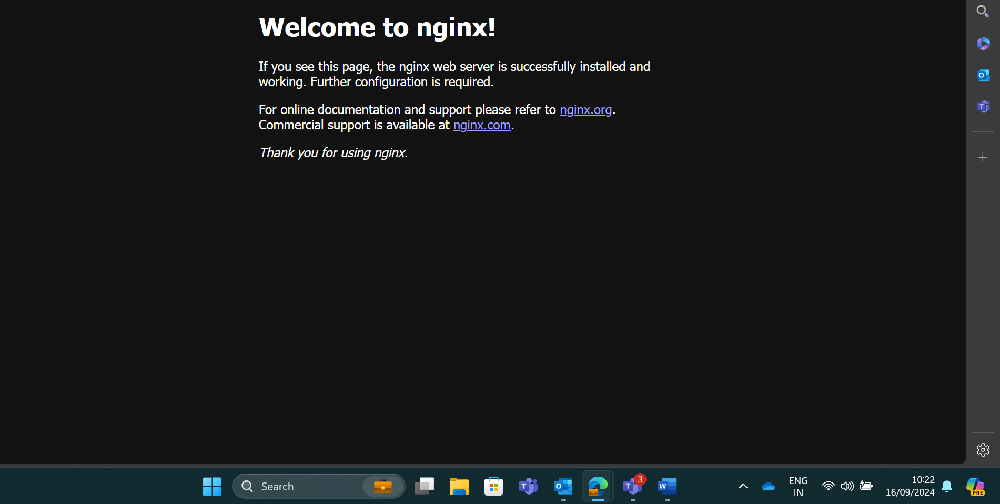 Welcome to nginx!
If you see this page, the nginx web server is successfully installed and
working. Further configuration is required.
For online documentation and support please refer to nginx.org.
Commercial support is available at nginx.com.
Thank you for using nginx.
Search
3
ENG
IN
10:22
16/09/2024
PRE